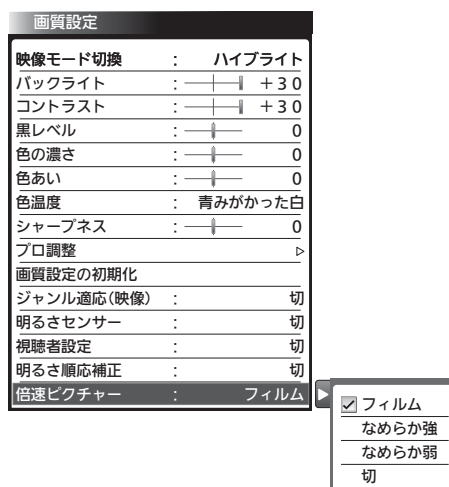 画質設定
映像モード切換 : ハイブライト
バックライト : +30
コントラスト : +30
黒レベル : 0
色の濃さ : 0
色あい : 0
色温度 : 青みがかった白
シャープネス : 0
プロ調整
画質設定の初期化
ジャンル適応(映像) : 切
明るさセンサー : 切
視聴者設定 : 切
明るさ順応補正 : 切
倍速ピクチャー : フィルム
フィルム
なめらか強
なめらか弱
切